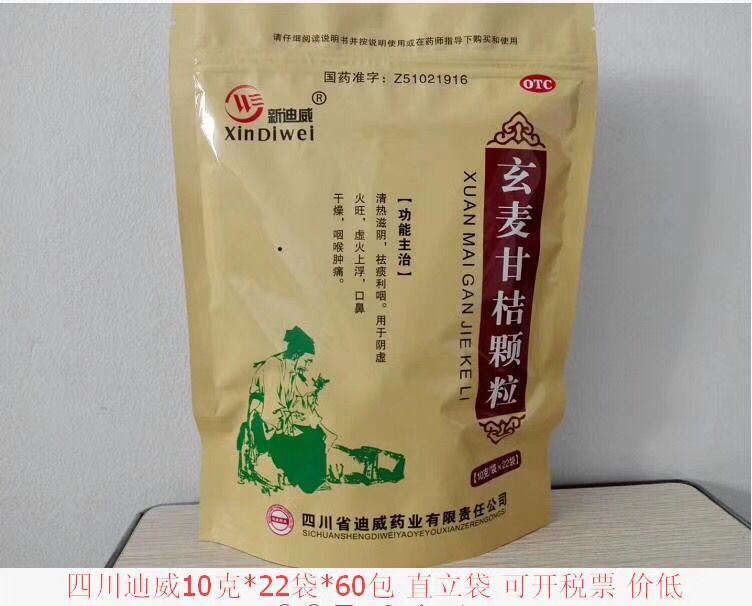 请仔细阅读说明书并按说明使用或在药师指导下购买和使用
国药准字：Z51021916
OTC
新迪威®
XinDiwei
玄麦甘桔颗粒
XUAN MAI GAN JIE KE LI
【功能主治】
清热滋阴，祛痰利咽。用于阴虚
火旺，虚火上浮，口鼻
干燥，咽喉肿痛。
【10克/袋×22袋】
四川省迪威药业有限责任公司
SICHUANSHENGDIWEIYAOYEYOUXIANZERENGONGSI
四川迪威10克*22袋*60包 直立袋 可开税票 价低